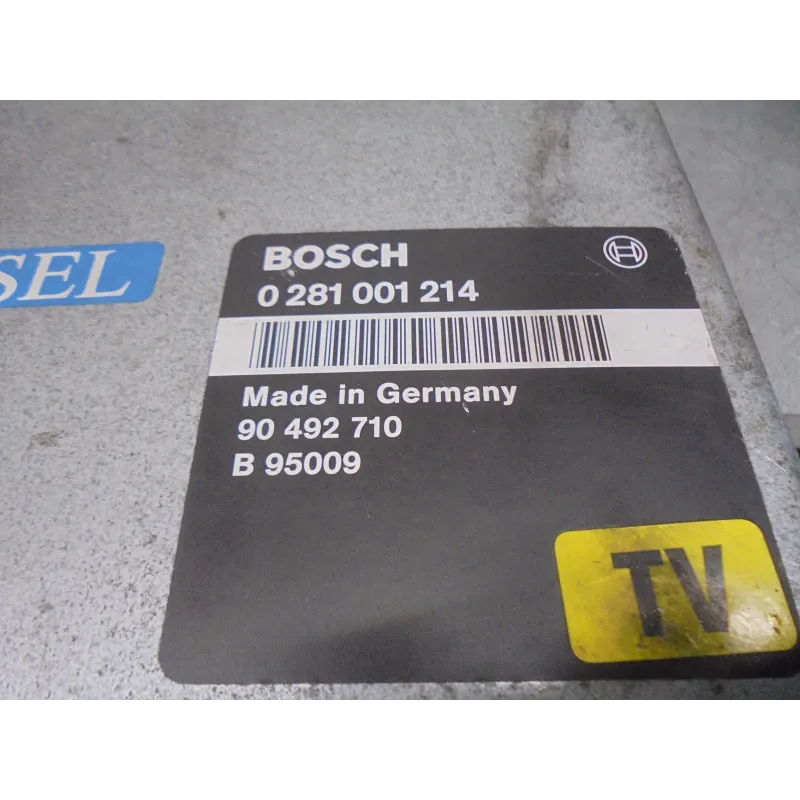 SEL
BOSCH
0 281 001 214
Made in Germany
90 492 710
B 95009
TV